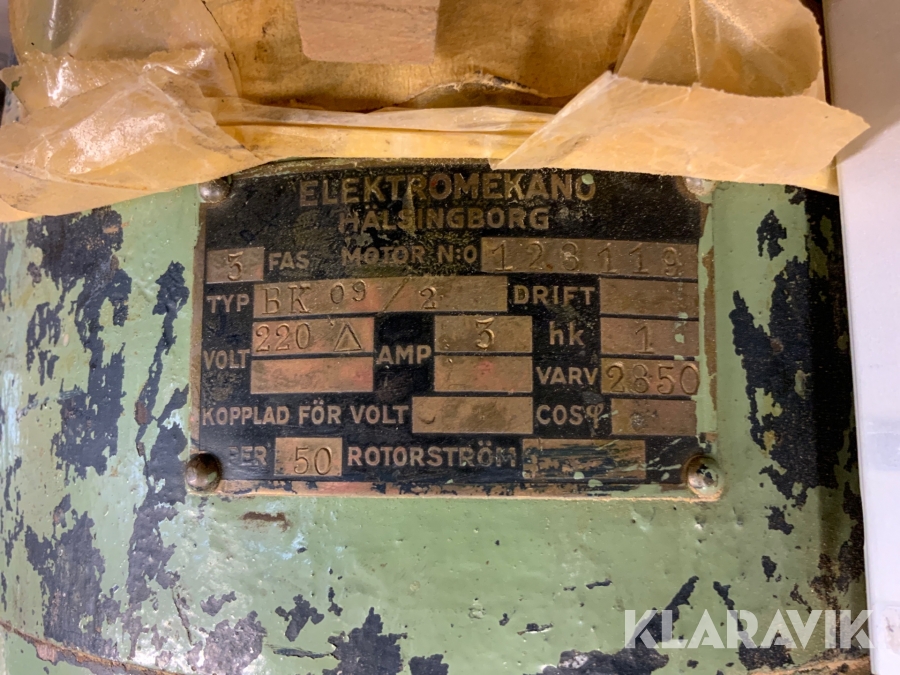 ELEKTROMEKANO
HÄLSINGBORG
3 FAS MOTOR N:O 123119
TYP BK 09/2 DRIFT
VOLT 220 Δ AMP 3 hk 1
VARV 2850
KOPPLAD FÖR VOLT COSφ
PER 50 ROTORSTRÖM
KLARAVIK